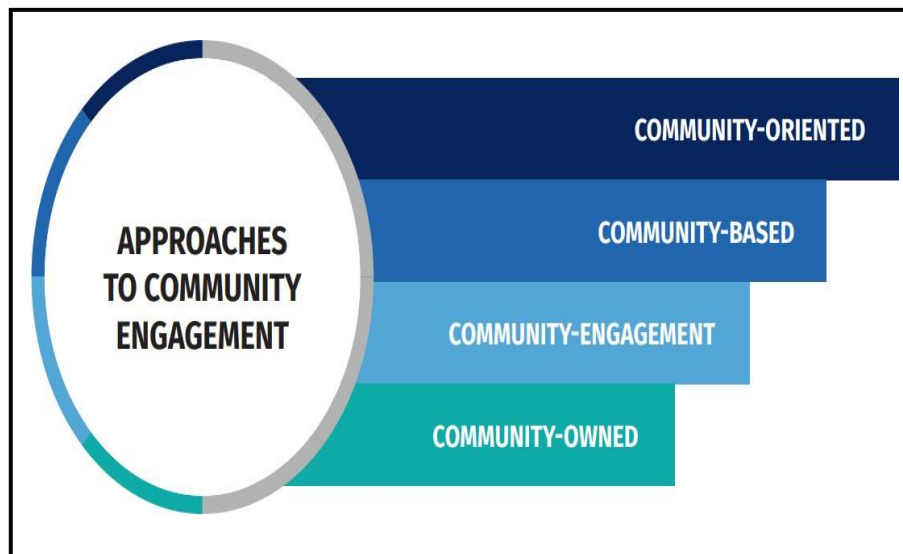 APPROACHES
TO COMMUNITY
ENGAGEMENT
COMMUNITY-ORIENTED
COMMUNITY-BASED
COMMUNITY-ENGAGEMENT
COMMUNITY-OWNED